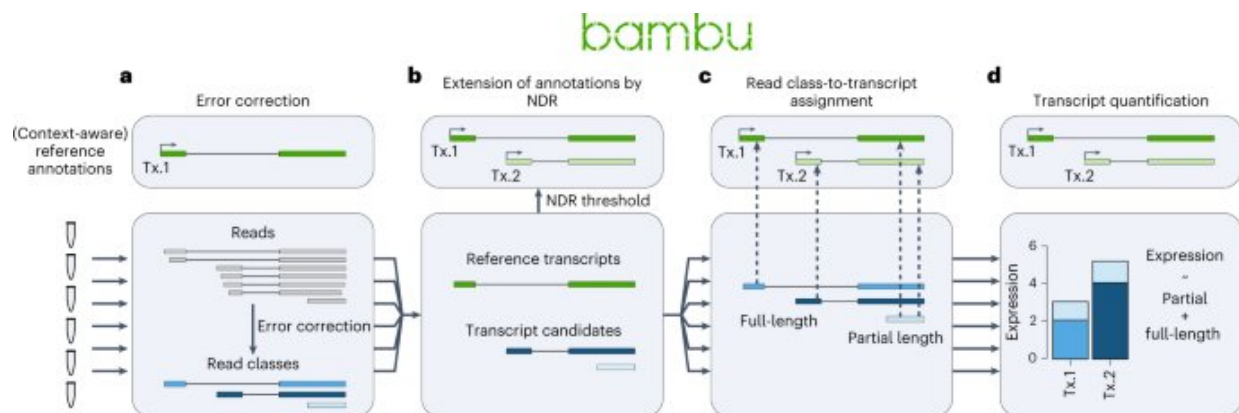 bambu
a
Error correction
(Context-aware)
reference
annotations
Tx.1
Reads
Error correction
Read classes
b
Extension of annotations by
NDR
Tx.1
Tx.2
NDR threshold
Reference transcripts
Transcript candidates
c
Read class-to-transcript
assignment
Tx.1
Tx.2
Full-length
Partial length
d
Transcript quantification
Tx.1
Tx.2
Expression
6
4
2
0
Tx.1
Tx.2
Expression
~
Partial
+
full-length